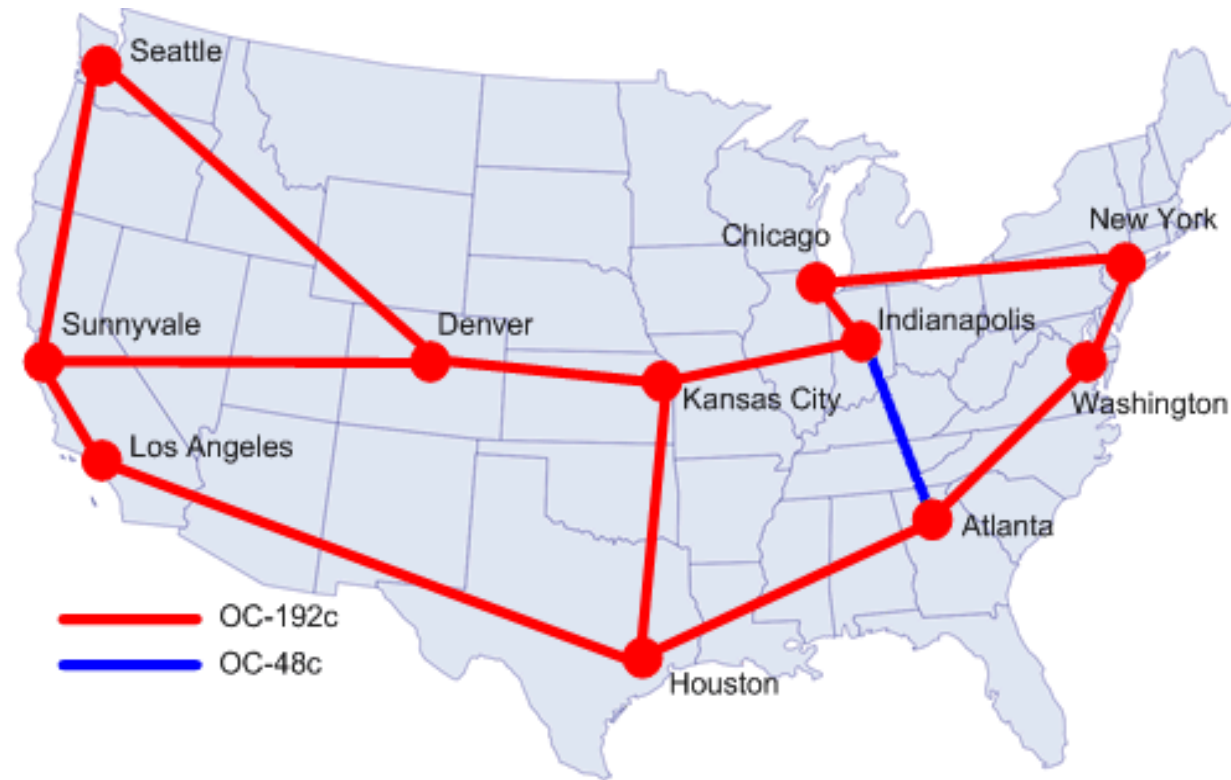 Seattle
New York
Chicago
Sunnyvale
Denver
Indianapolis
Kansas City
Washington
Los Angeles
Atlanta
OC-192c
OC-48c
Houston